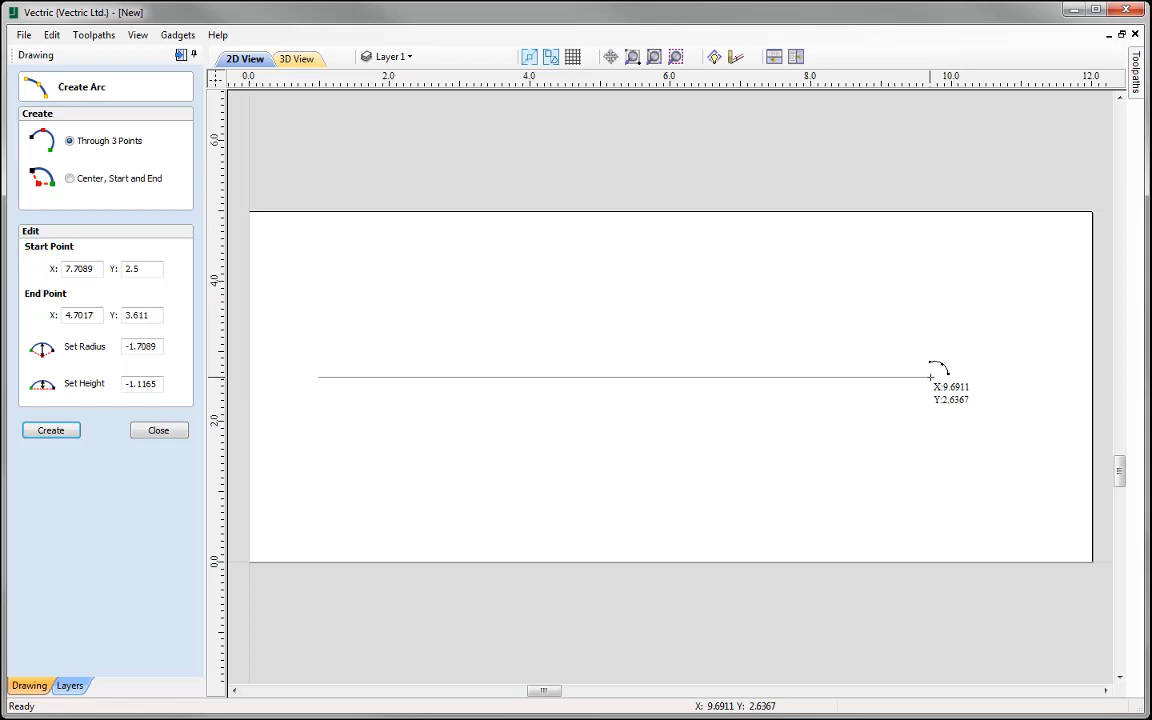 Vectric {Vectric Ltd.} - [New]
File Edit Toolpaths View Gadgets Help
Drawing
2D View 3D View Layer1
Toolpaths
0.0 2.0 4.0 6.0 8.0 10.0 12.0
Create Arc
Create
Through 3 Points
Center, Start and End
Edit
Start Point
X: 7.7089 Y: 2.5
End Point
X: 4.7017 Y: 3.611
Set Radius -1.7089
Set Height -1.1165
Create Close
6.0
4.0
2.0
0.0
X:9.6911
Y:2.6367
Drawing Layers
Ready X: 9.6911 Y: 2.6367